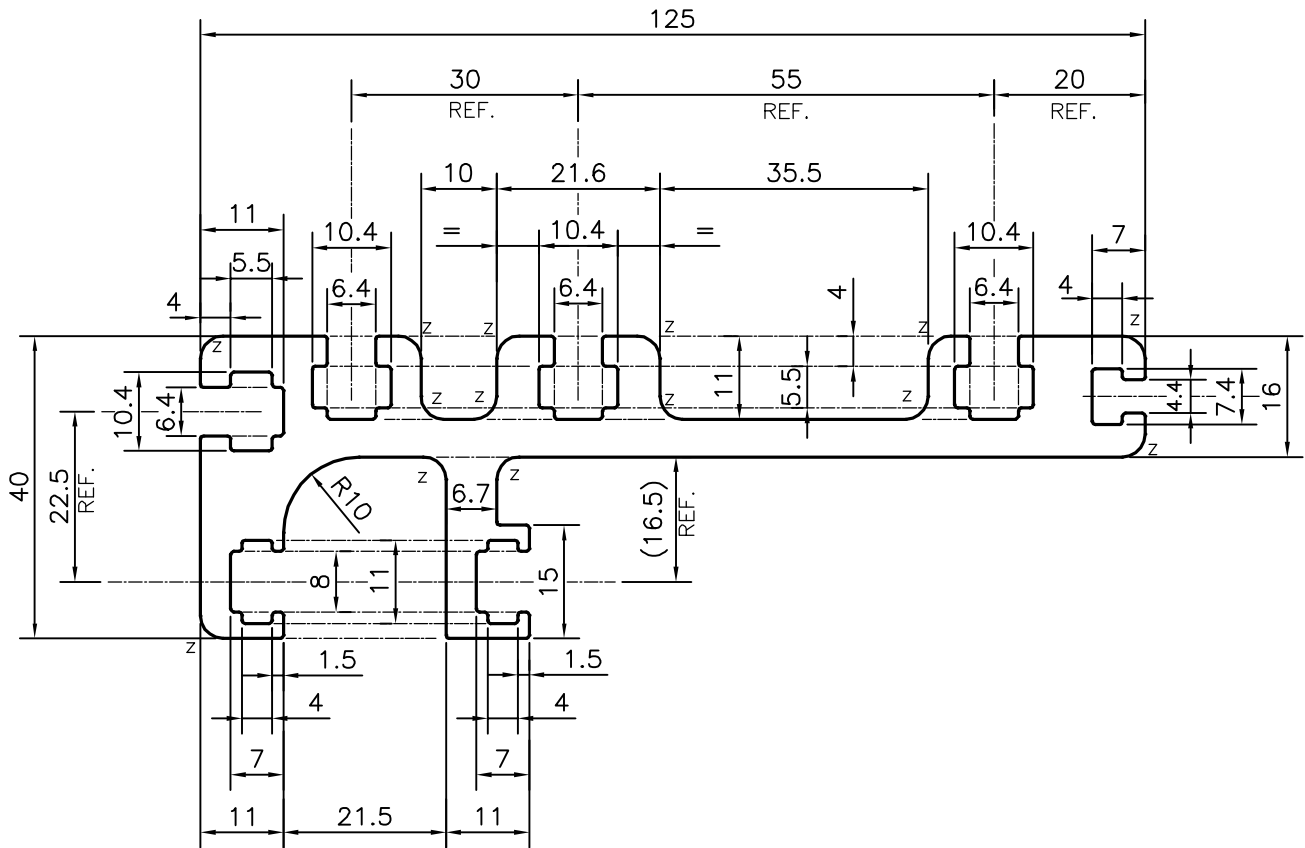 125
30 55 20
REF. REF. REF.
10 21.6 35.5
11 10.4 = 10.4 = 10.4 7
5.5 6.4 6.4 4 6.4 4
4
z z z z z z z
10.4 6.4 11 5.5 4.4 7.4 16
z z z z z
40 22.5 REF. R10 z 6.7 (16.5) REF.
8 11 15
z
1.5 1.5
4 4
7 7
11 21.5 11